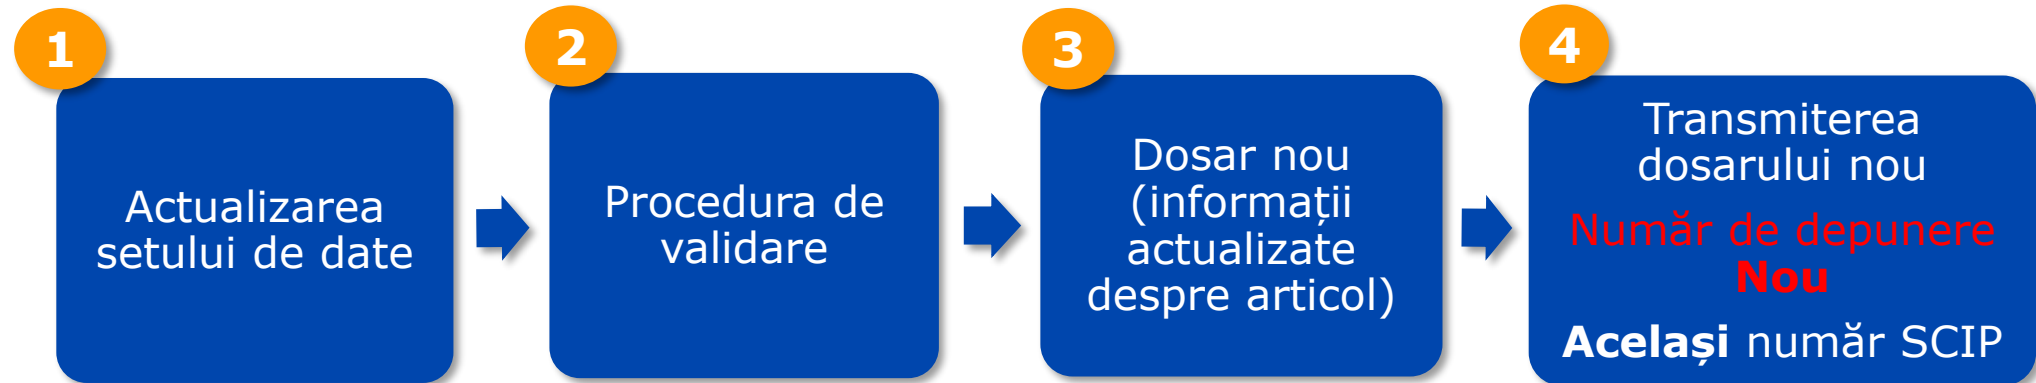 1
Actualizarea
setului de date
2
Procedura de
validare
3
Dosar nou
(informații
actualizate
despre articol)
4
Transmiterea
dosarului nou
Număr de depunere
Nou
Același număr SCIP